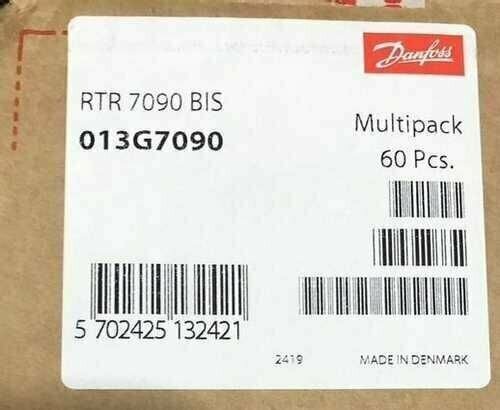 Danfoss
RTR 7090 BIS
013G7090
Multipack
60 Pcs.
5 702425 132421
2419
MADE IN DENMARK